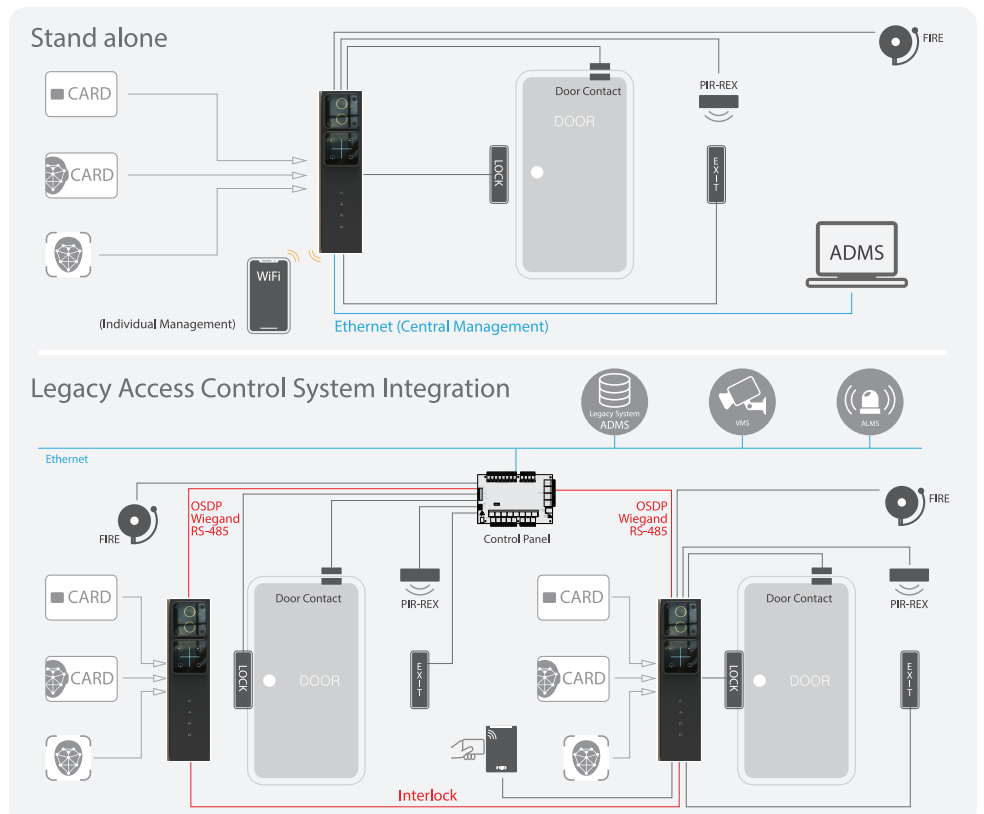 Stand alone
FIRE
CARD
Door Contact
PIR-REX
DOOR
CARD
LOCK
EXIT
ADMS
WiFi
(Individual Management)
Ethernet (Central Management)
Legacy Access Control System Integration
Legacy System
ADMS
VMS
ALMS
Ethernet
OSDP
Wiegand
RS-485
FIRE
Control Panel
OSDP
Wiegand
RS-485
FIRE
CARD
Door Contact
PIR-REX
CARD
LOCK
DOOR
EXIT
CARD
Door Contact
PIR-REX
CARD
LOCK
DOOR
EXIT
Interlock